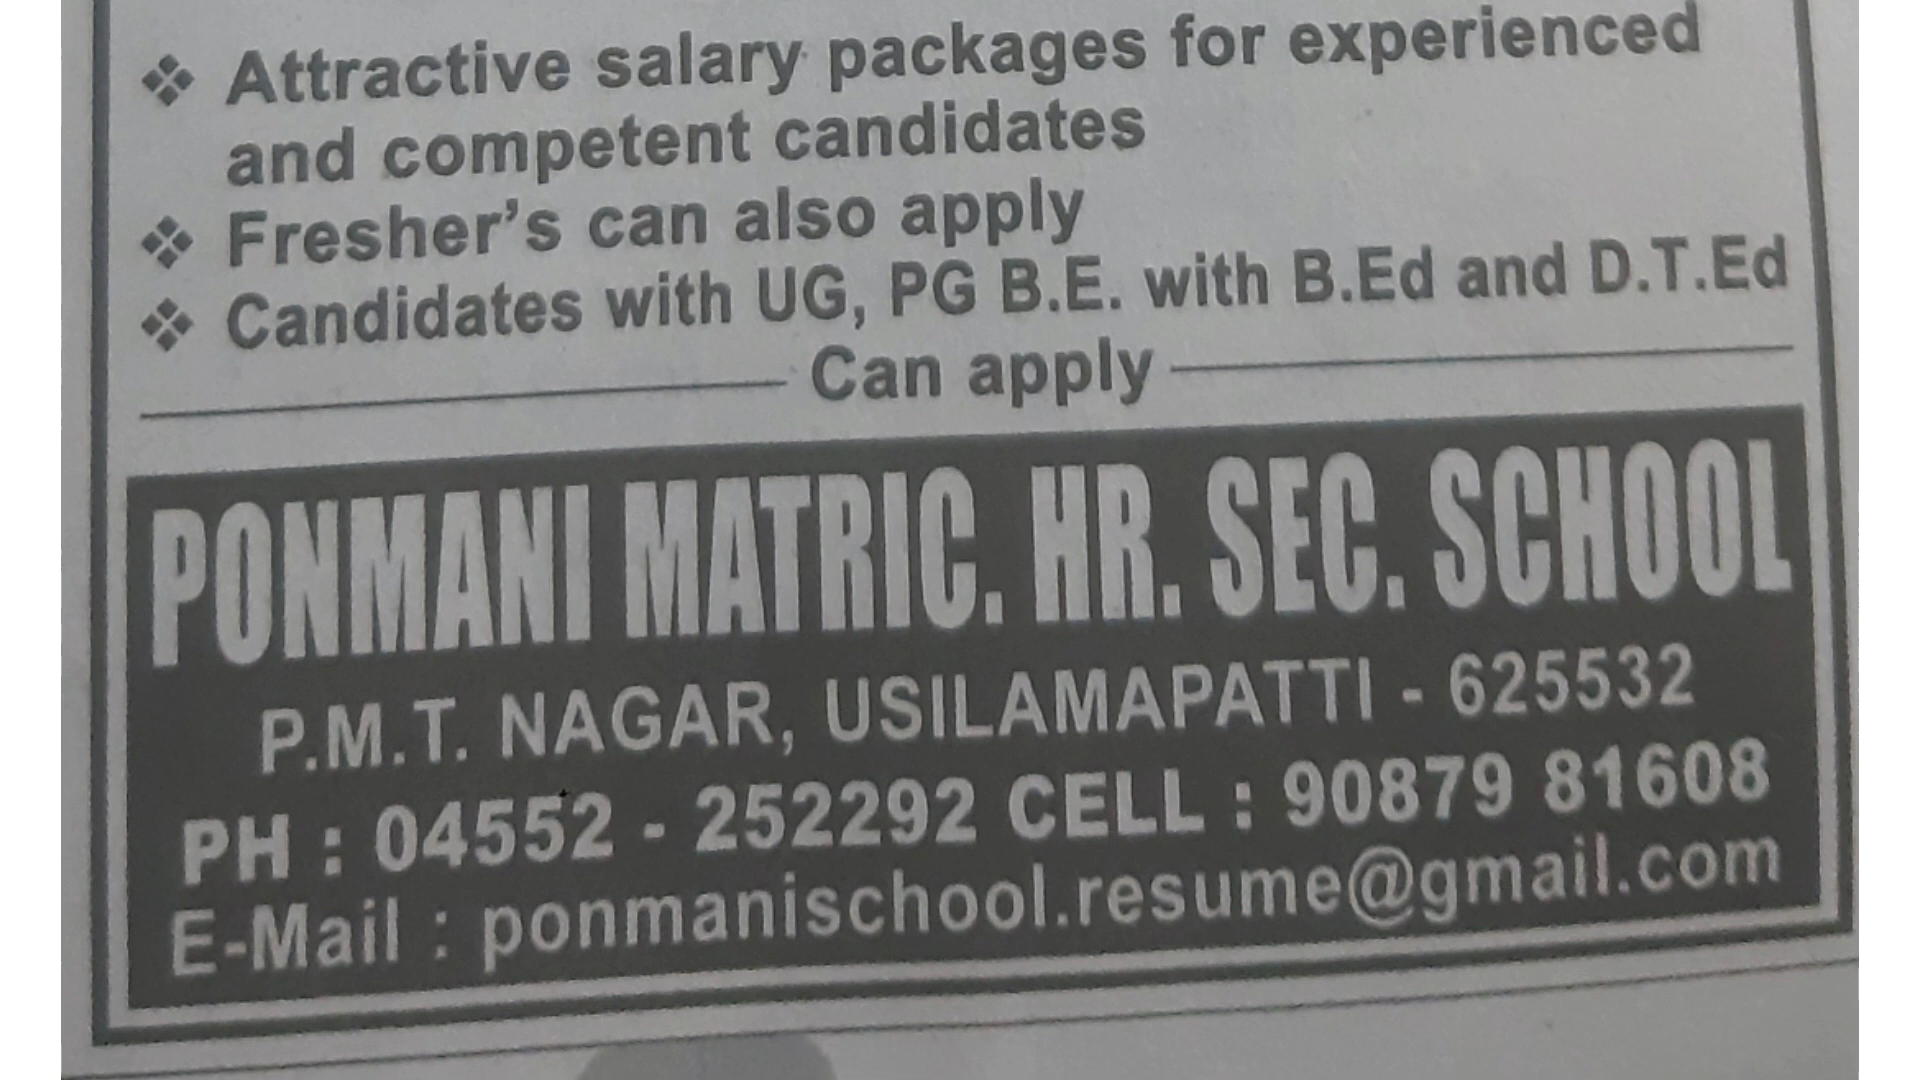 ❖ Attractive salary packages for experienced
and competent candidates
❖ Fresher's can also apply
❖ Candidates with UG, PG B.E. with B.Ed and D.T.Ed
Can apply
PONMANI MATRIC. HR. SEC. SCHOOL
P.M.T. NAGAR, USILAMAPATTI - 625532
PH : 04552 - 252292 CELL : 90879 81608
E-Mail : ponmanischool.resume@gmail.com